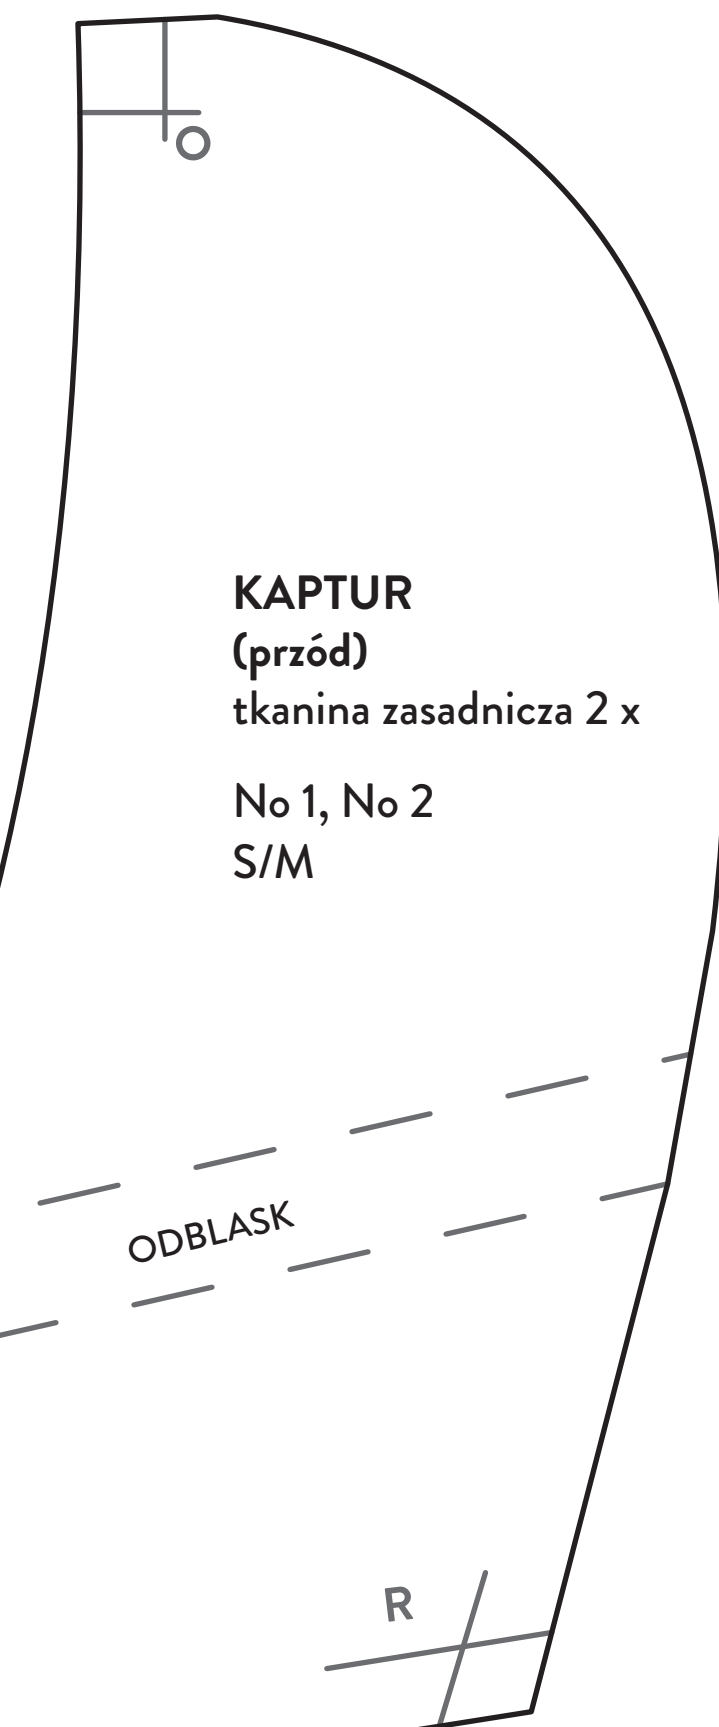 O
KAPTUR
(przód)
tkanina zasadnicza 2 x
No 1, No 2
S/M
ODBLASK
R